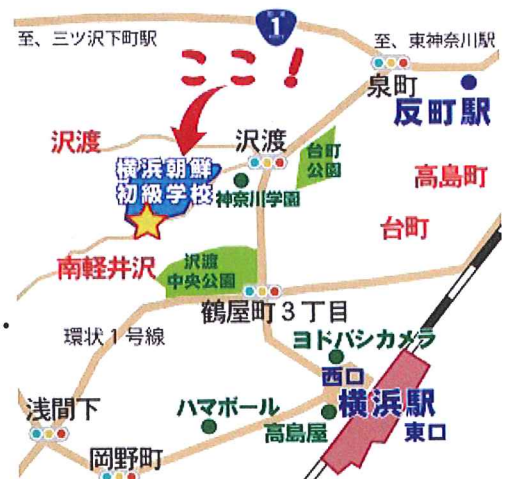 至、三ツ沢下町駅
1
至、東神奈川駅
ここ！
泉町
反町駅
沢渡
沢渡
台町
公園
横浜朝鮮
初級学校
神奈川学園
高島町
台町
南軽井沢
沢渡
中央公園
鶴屋町３丁目
環状１号線
ヨドバシカメラ
西口
浅間下
ハマボール
横浜駅
高島屋
東口
岡野町